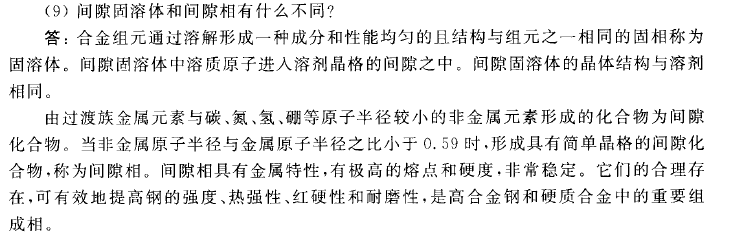 (9) 间隙固溶体和间隙相有什么不同?
答:合金组元通过溶解形成一种成分和性能均匀的且结构与组元之一相同的固相称为
固溶体。间隙固溶体中溶质原子进入溶剂晶格的间隙之中。间隙固溶体的晶体结构与溶剂
相同。
由过渡族金属元素与碳、氮、氢、硼等原子半径较小的非金属元素形成的化合物为间隙
化合物。当非金属原子半径与金属原子半径之比小于 0.59 时,形成具有简单晶格的间隙化
合物,称为间隙相。间隙相具有金属特性,有极高的熔点和硬度,非常稳定。它们的合理存
在,可有效地提高钢的强度、热强性、红硬性和耐磨性,是高合金钢和硬质合金中的重要组
成相。